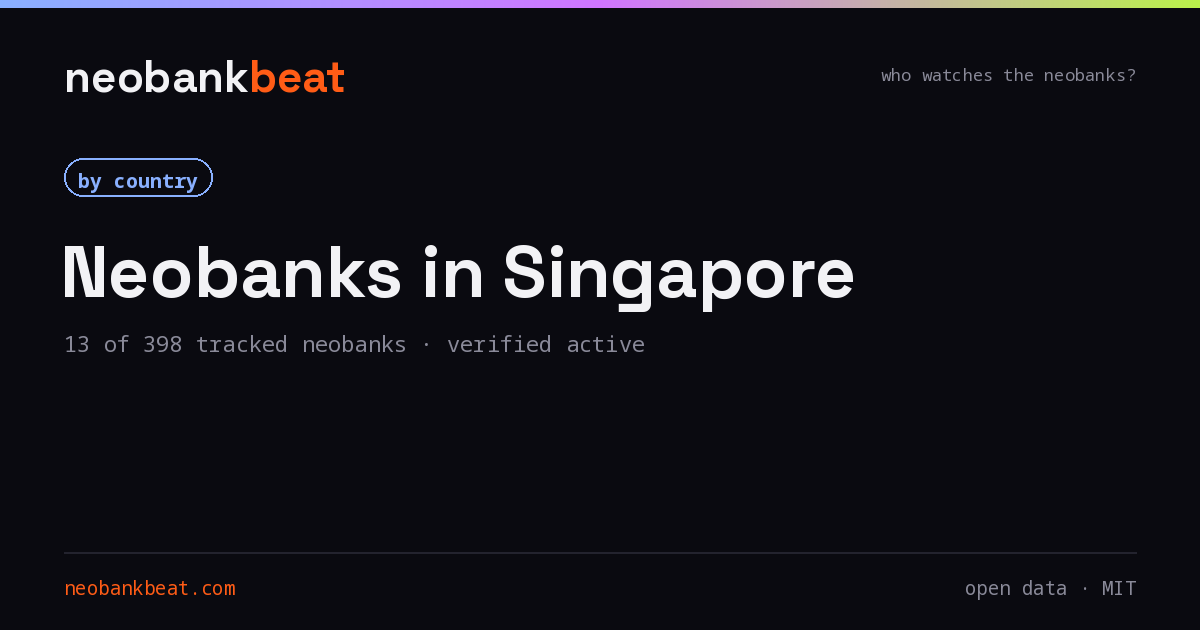 neobankbeat
who watches the neobanks?
by country
Neobanks in Singapore
13 of 398 tracked neobanks · verified active
neobankbeat.com
open data · MIT